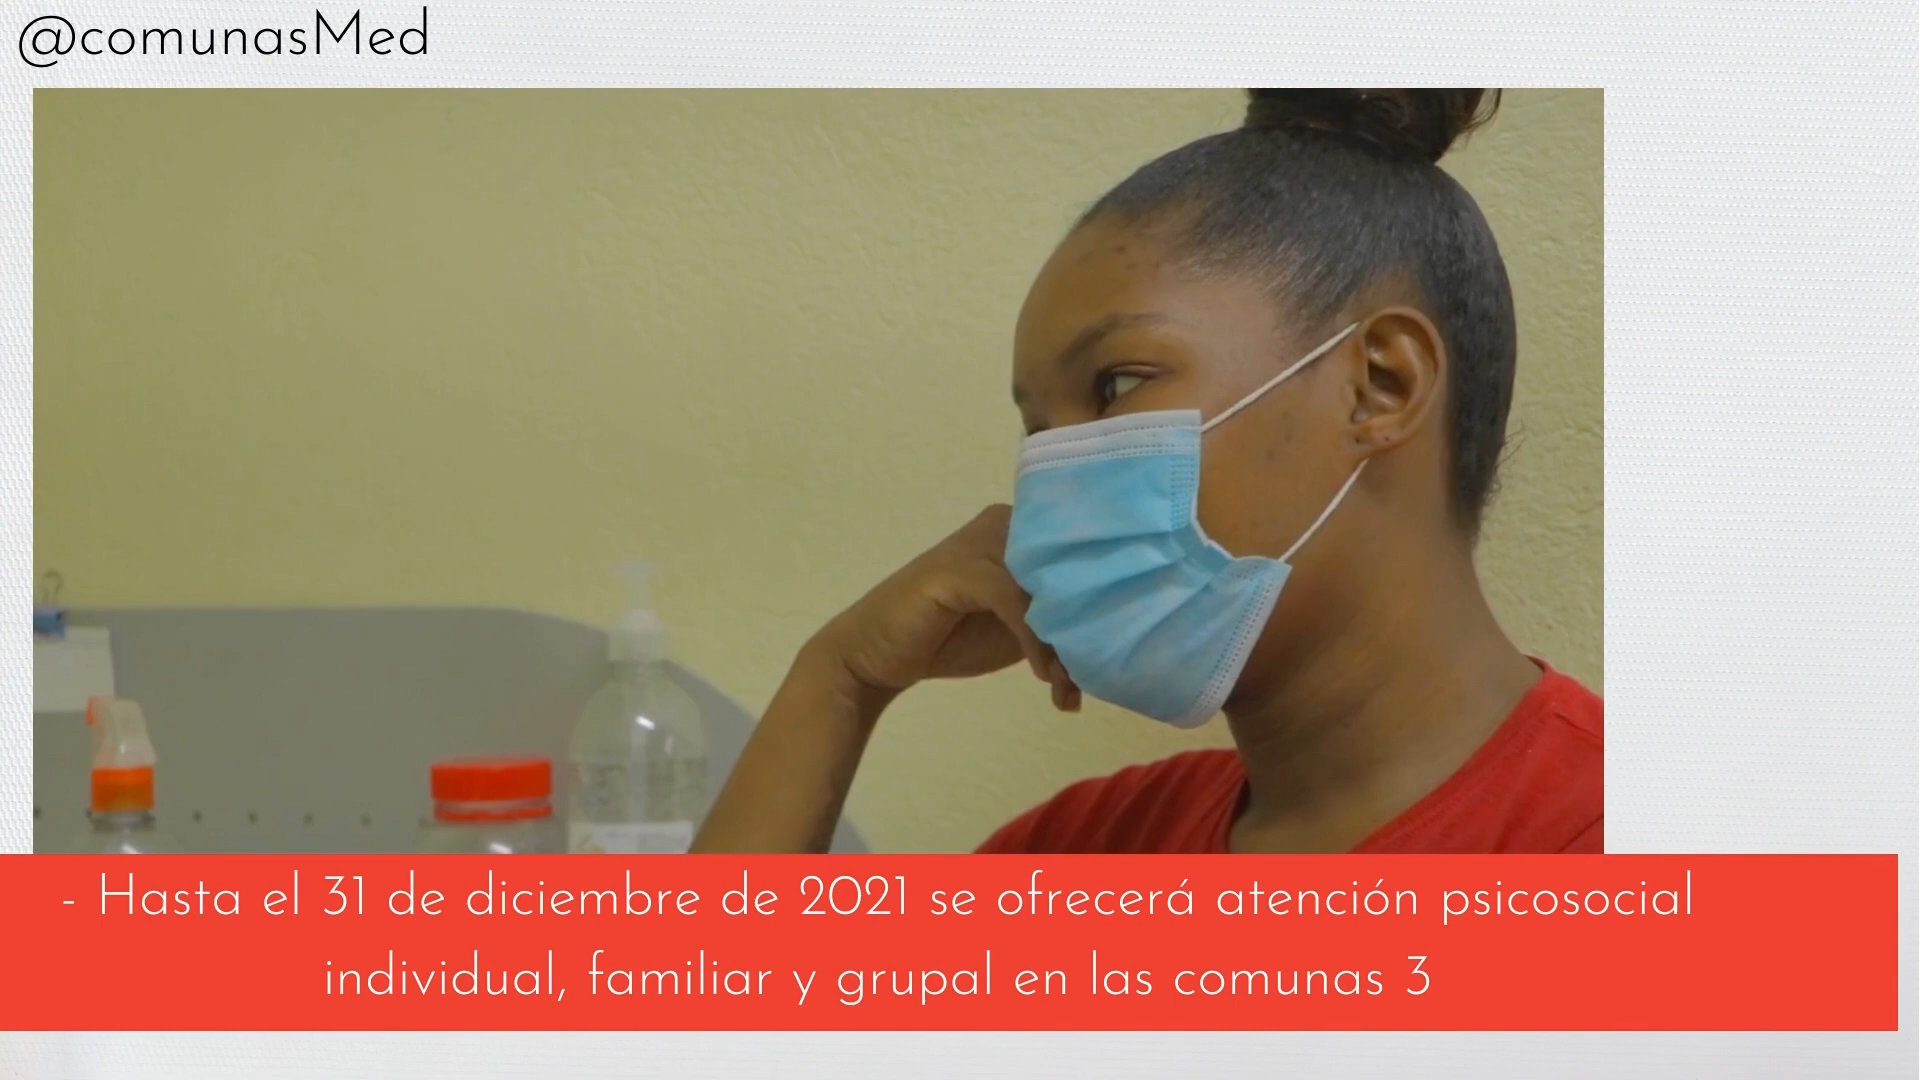 @comunasMed
- Hasta el 31 de diciembre de 2021 se ofrecerá atención psicosocial
individual, familiar y grupal en las comunas 3